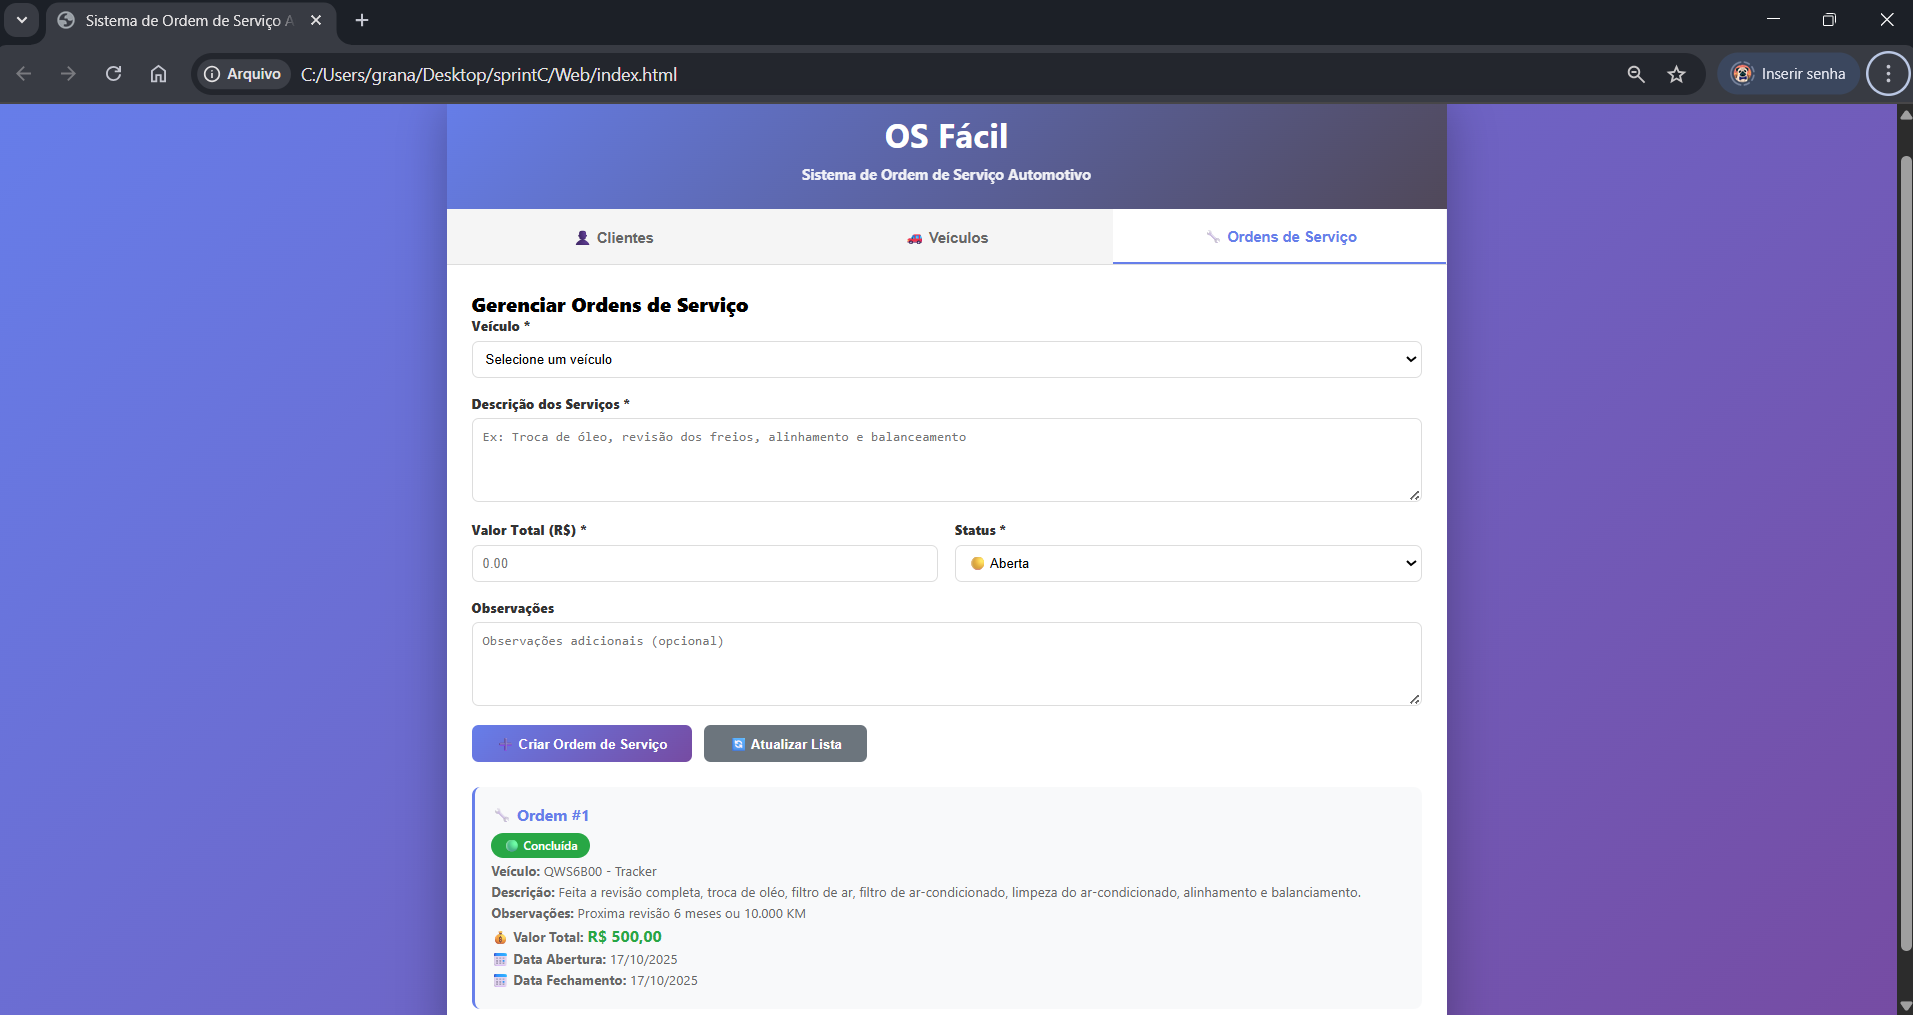 Sistema de Ordem de Serviço A
Arquivo
C:/Users/grana/Desktop/sprintC/Web/index.html
Inserir senha
OS Fácil
Sistema de Ordem de Serviço Automotivo
Clientes
Veículos
Ordens de Serviço
Gerenciar Ordens de Serviço
Veículo *
Selecione um veículo
Descrição dos Serviços *
Ex: Troca de óleo, revisão dos freios, alinhamento e balanceamento
Valor Total (R$) *
Status *
0.00
Aberta
Observações
Observações adicionais (opcional)
Criar Ordem de Serviço
Atualizar Lista
Ordem #1
Concluída
Veículo: QWS6B00 - Tracker
Descrição: Feita a revisão completa, troca de oléo, filtro de ar, filtro de ar-condicionado, limpeza do ar-condicionado, alinhamento e balanciamento.
Observações: Proxima revisão 6 meses ou 10.000 KM
Valor Total: R$ 500,00
Data Abertura: 17/10/2025
Data Fechamento: 17/10/2025